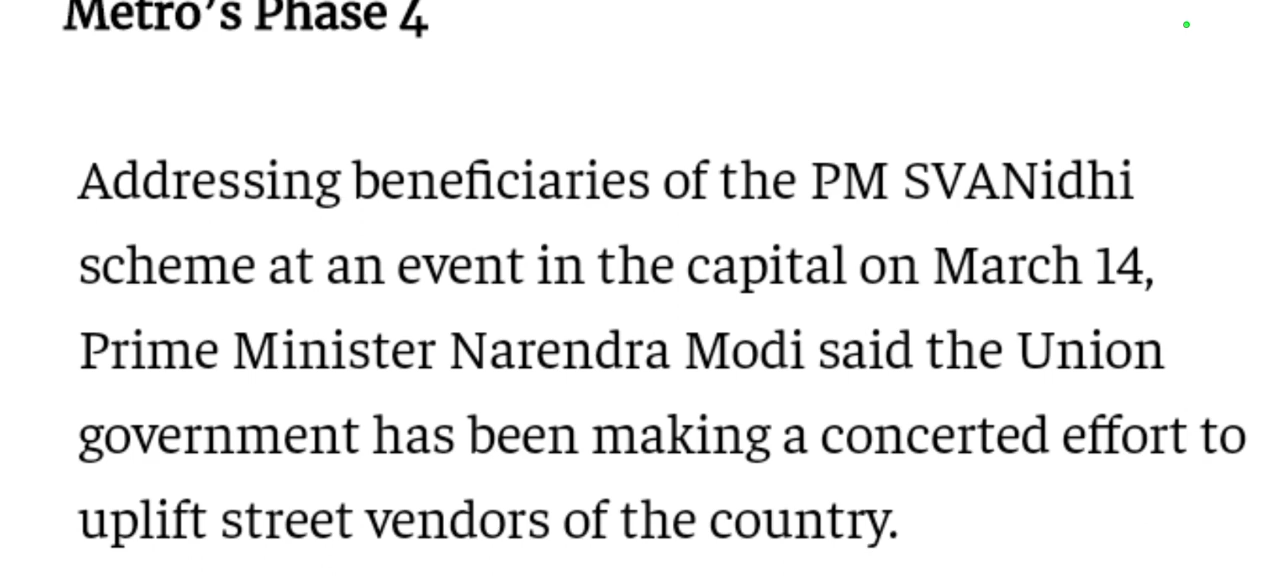 Metro’s Phase 4
Addressing beneficiaries of the PM SVANidhi
scheme at an event in the capital on March 14,
Prime Minister Narendra Modi said the Union
government has been making a concerted effort to
uplift street vendors of the country.